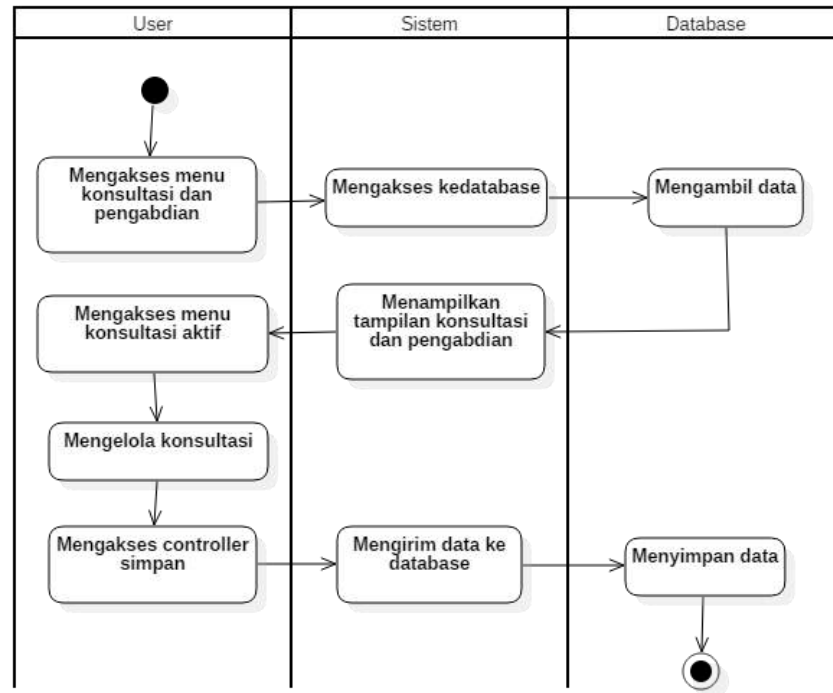 User
Sistem
Database
Mengakses menu
konsultasi dan
pengabdian
Mengakses kedatabase
Mengambil data
Menampilkan
tampilan konsultasi
dan pengabdian
Mengakses menu
konsultasi aktif
Mengelola konsultasi
Mengakses controller
simpan
Mengirim data ke
database
Menyimpan data